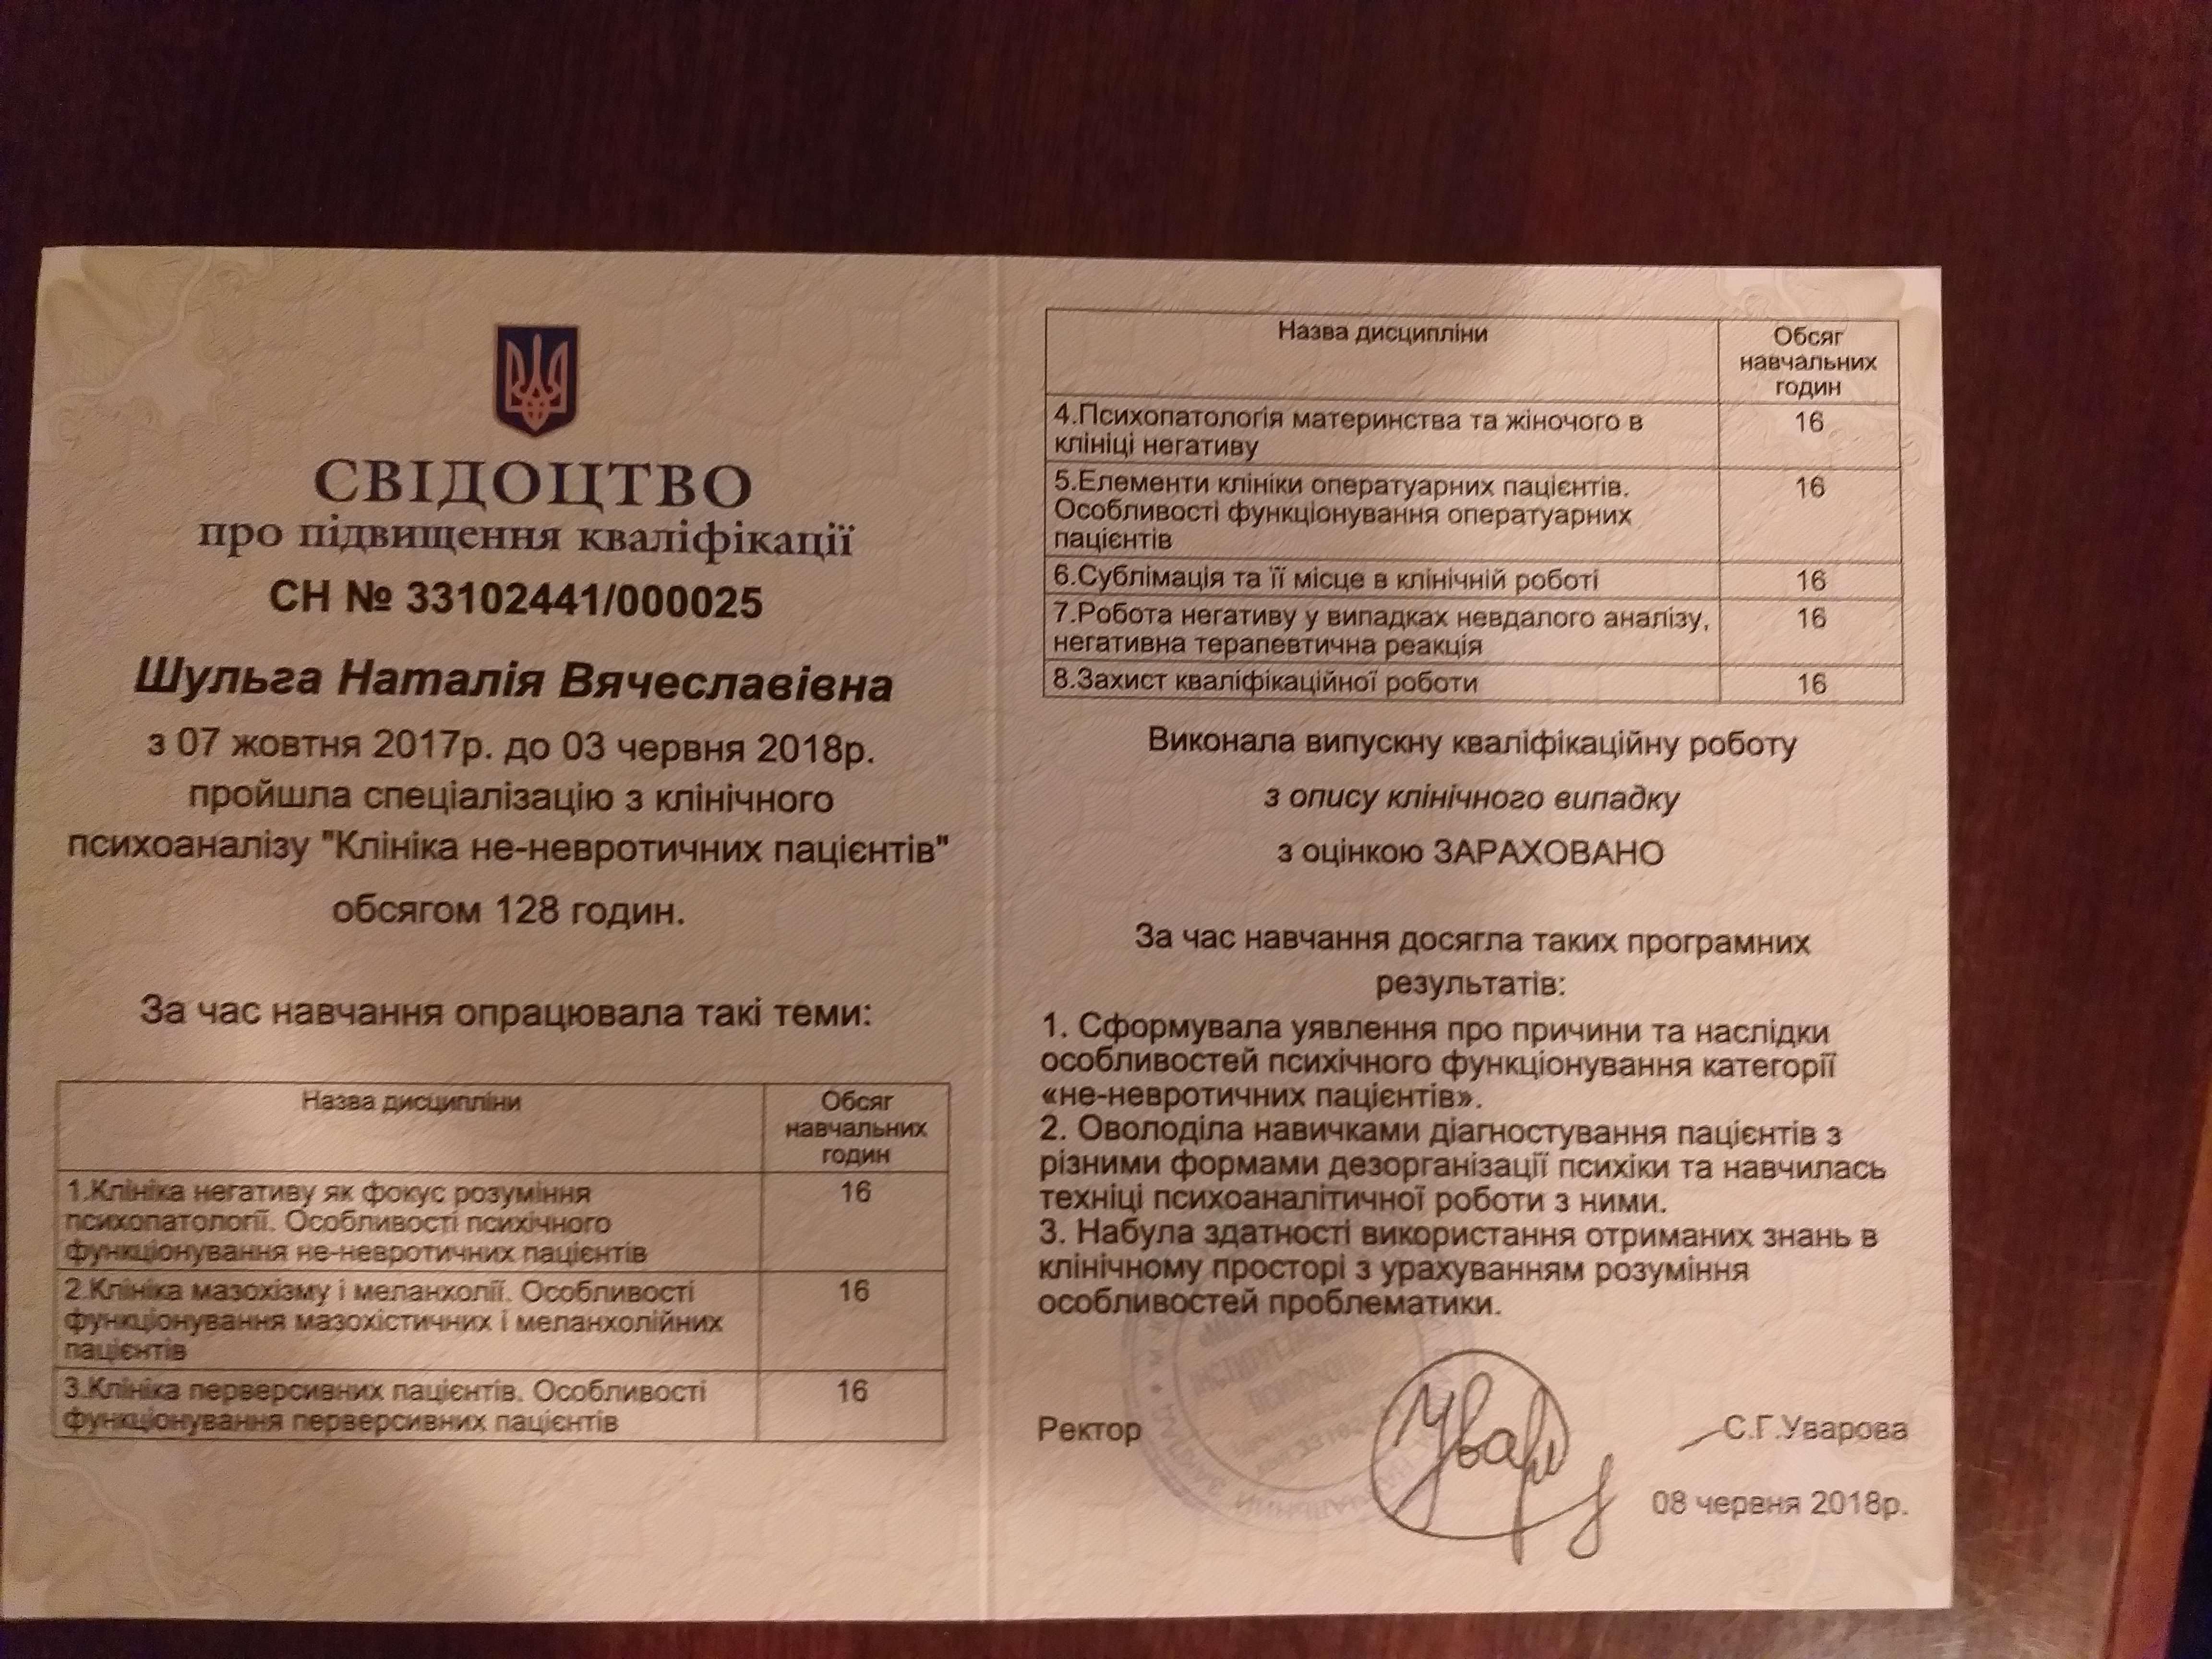 СВІДОЦТВО
про підвищення кваліфікації
СН № 33102441/000025
Шульга Наталія Вячеславівна
з 07 жовтня 2017р. до 03 червня 2018р.
пройшла спеціалізацію з клінічного
психоаналізу "Клініка не-невротичних пацієнтів"
обсягом 128 годин.
За час навчання опрацювала такі теми:
Назва дисципліни
Обсяг
навчальних
годин
1.Клініка негативу як фокус розуміння
психопатології. Особливості психічного
функціонування не-невротичних пацієнтів
16
2.Клініка мазохізму і меланхолії. Особливості
функціонування мазохістичних і меланхолійних
пацієнтів
16
3.Клініка перверсивних пацієнтів. Особливості
функціонування перверсивних пацієнтів
16
Назва дисципліни
Обсяг
навчальних
годин
4.Психопатологія материнства та жіночого в
клініці негативу
16
5.Елементи клініки оператуарних пацієнтів.
Особливості функціонування оператуарних
пацієнтів
16
6.Сублімація та її місце в клінічній роботі
16
7.Робота негативу у випадках невдалого аналізу,
негативна терапевтична реакція
16
8.Захист кваліфікаційної роботи
16
Виконала випускну кваліфікаційну роботу
з опису клінічного випадку
з оцінкою ЗАРАХОВАНО
За час навчання досягла таких програмних
результатів:
1. Сформувала уявлення про причини та наслідки
особливостей психічного функціонування категорії
«не-невротичних пацієнтів».
2. Оволоділа навичками діагностування пацієнтів з
різними формами дезорганізації психіки та навчилась
техніці психоаналітичної роботи з ними.
3. Набула здатності використання отриманих знань в
клінічному просторі з урахуванням розуміння
особливостей проблематики.
Ректор
С.Г.Уварова
08 червня 2018р.